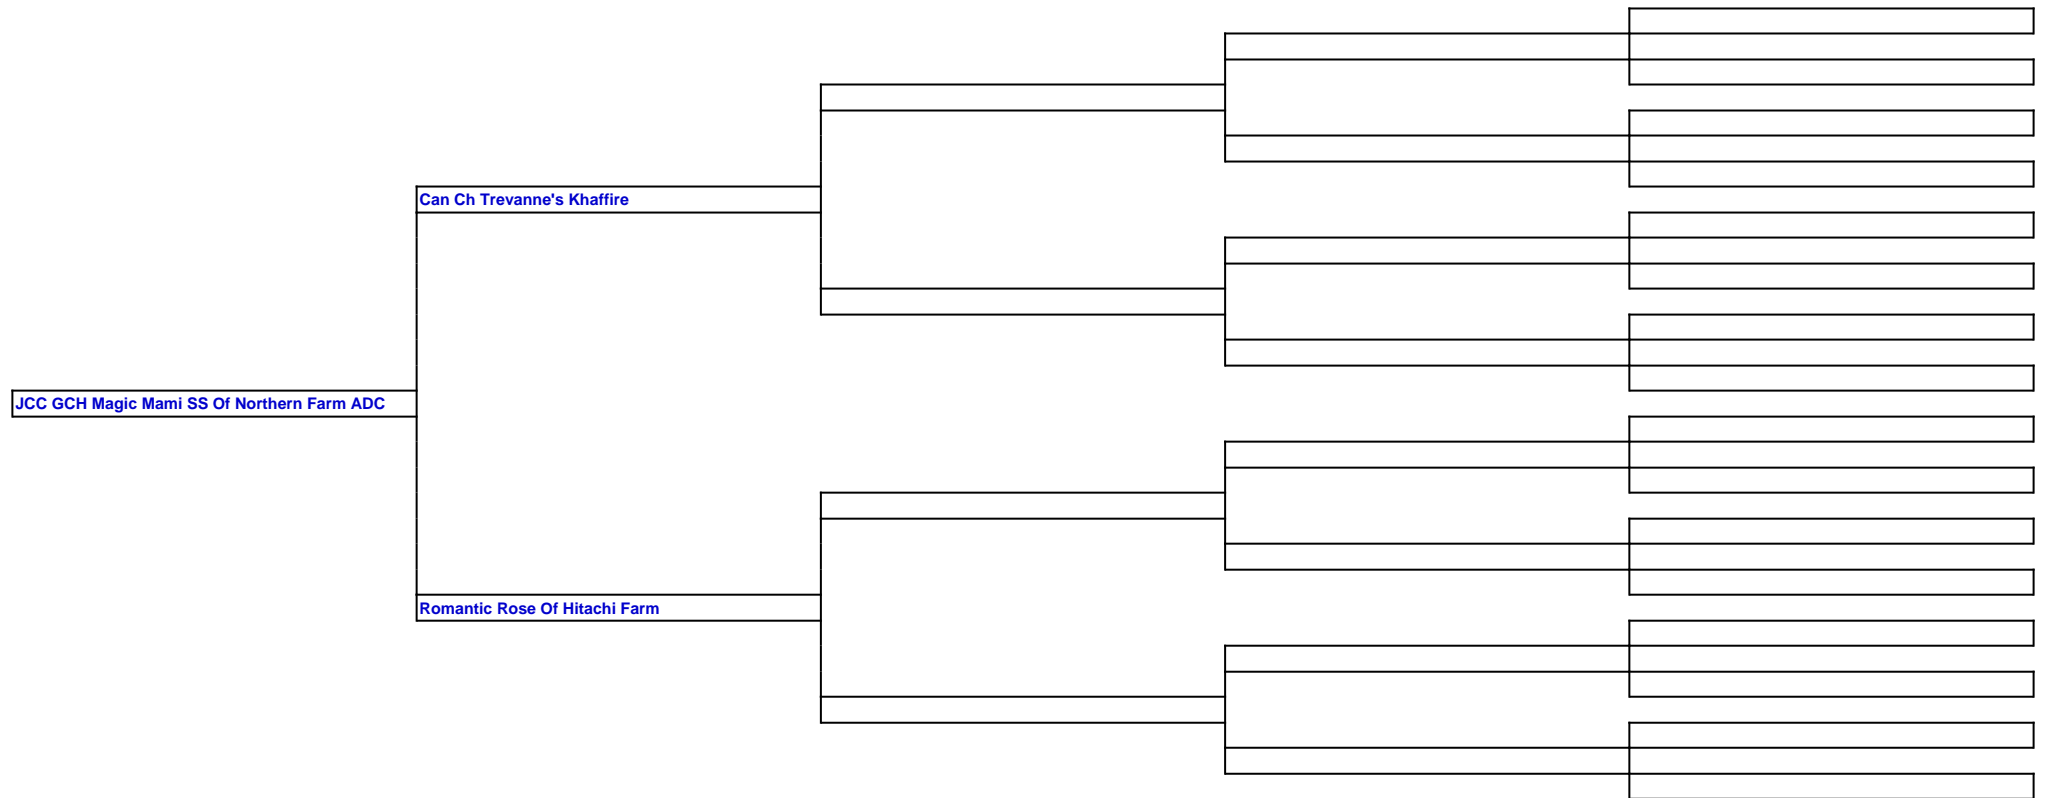 Can Ch Trevanne's Khaffire
JCC GCH Magic Mami SS Of Northern Farm ADC
Romantic Rose Of Hitachi Farm